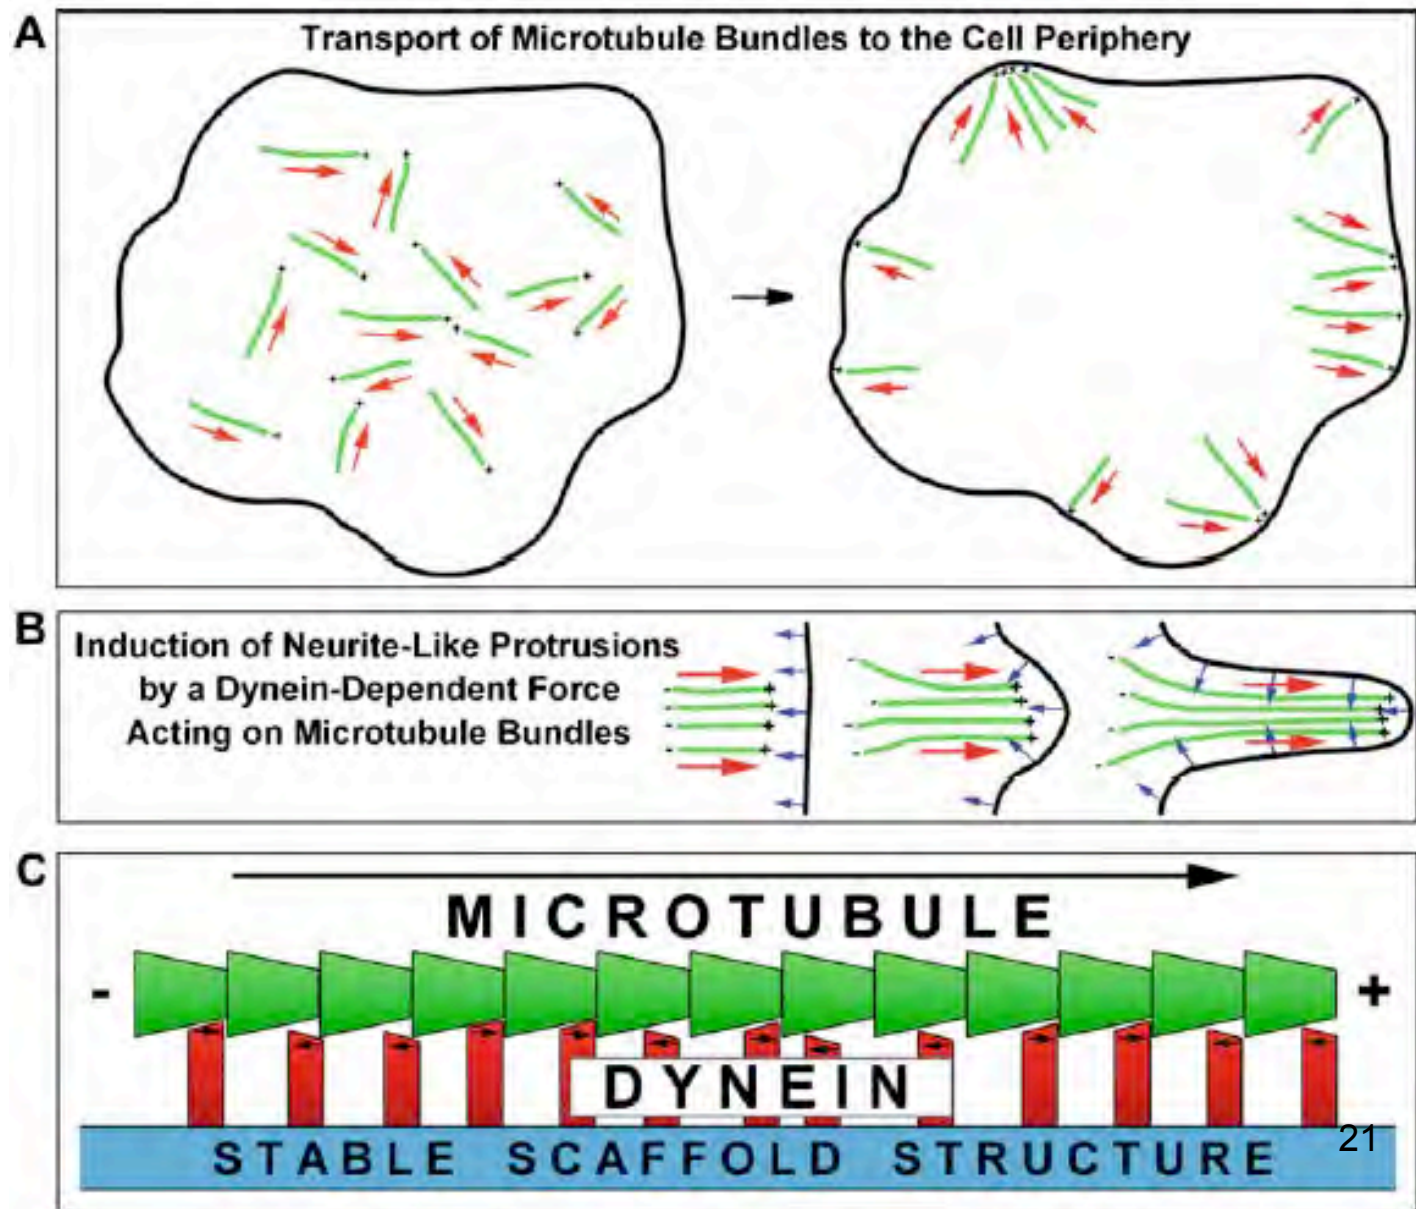 A
Transport of Microtubule Bundles to the Cell Periphery
B
Induction of Neurite-Like Protrusions
by a Dynein-Dependent Force
Acting on Microtubule Bundles
C
MICROTUBULE
- +
DYNEIN
21
STABLE SCAFFOLD STRUCTURE